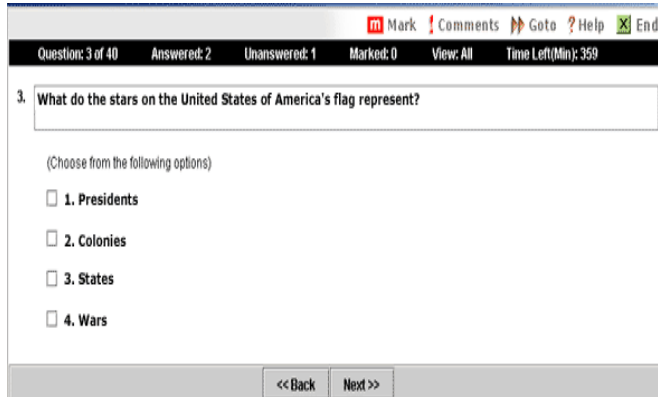 m Mark ! Comments Goto ? Help X End
Question: 3 of 40 Answered: 2 Unanswered: 1 Marked: 0 View: All Time Left(Min): 359
3. What do the stars on the United States of America's flag represent?
(Choose from the following options)
1. Presidents
2. Colonies
3. States
4. Wars
<< Back Next >>